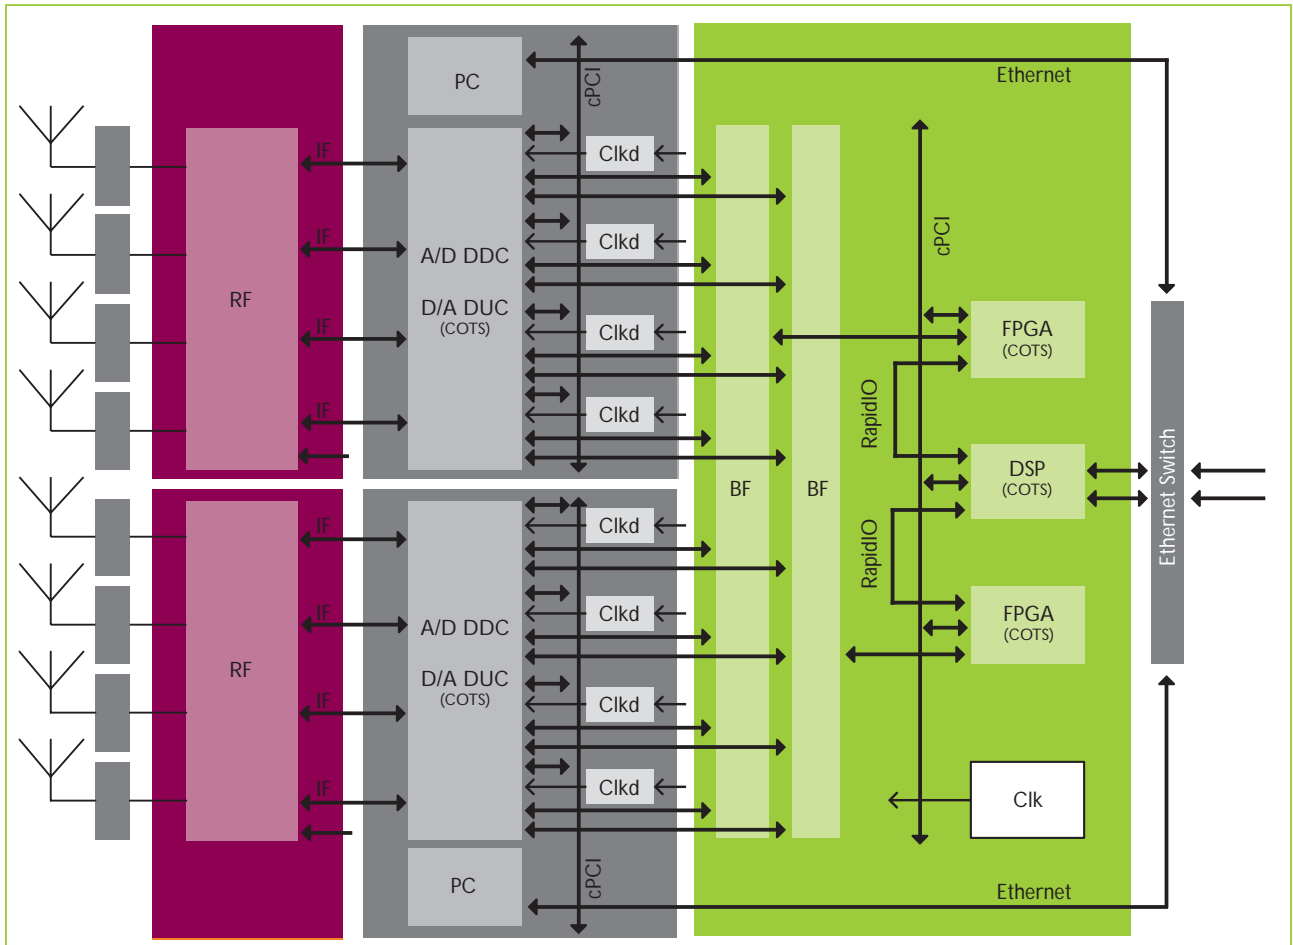 PC
cPCI
Ethernet
RF
IF
IF
IF
IF
A/D DDC
D/A DUC
(COTS)
Clkd
Clkd
Clkd
Clkd
BF
BF
cPCI
FPGA
(COTS)
RapidIO
DSP
(COTS)
RapidIO
FPGA
(COTS)
Ethernet Switch
RF
IF
IF
IF
IF
A/D DDC
D/A DUC
(COTS)
Clkd
Clkd
Clkd
Clkd
Clk
PC
cPCI
Ethernet